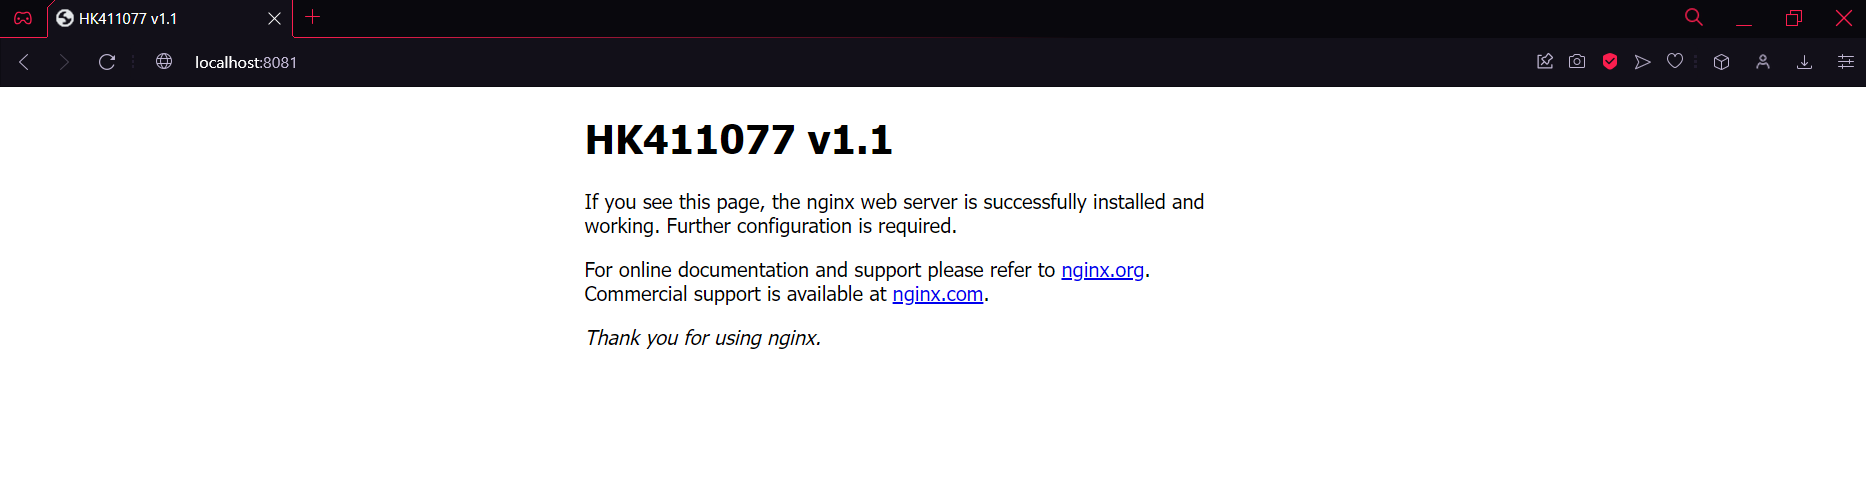 HK411077 v1.1
localhost:8081
HK411077 v1.1
If you see this page, the nginx web server is successfully installed and
working. Further configuration is required.
For online documentation and support please refer to nginx.org.
Commercial support is available at nginx.com.
Thank you for using nginx.